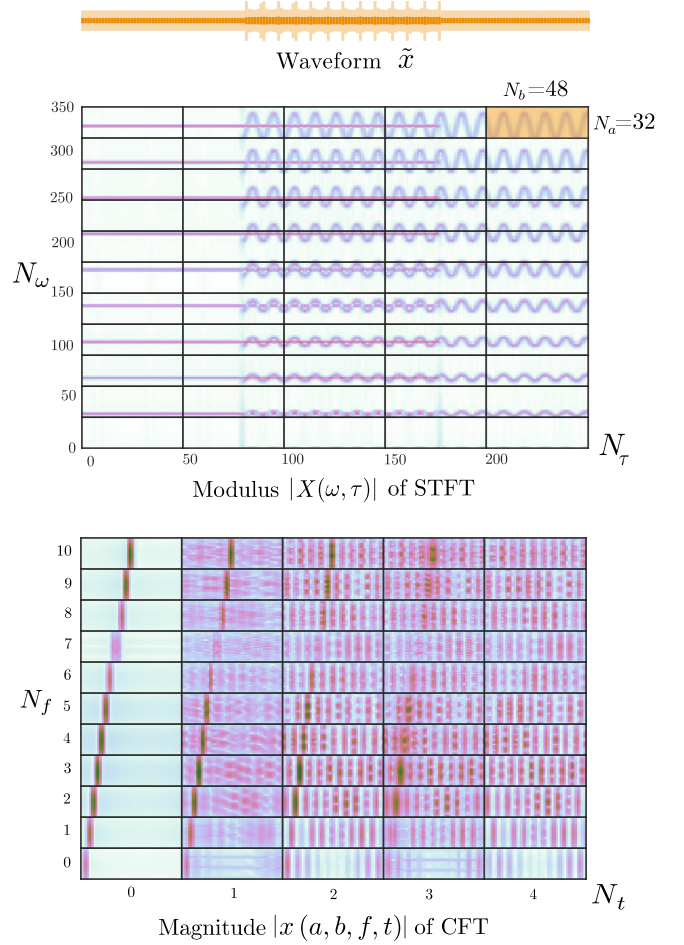 Waveform x̃
N_b=48
N_a=32
350
300
250
200
150
100
50
0
N_ω
0 50 100 150 200
N_τ
Modulus |X(ω, τ)| of STFT
10
9
8
7
6
5
4
3
2
1
0
N_f
0 1 2 3 4
N_t
Magnitude |x (a, b, f, t)| of CFT